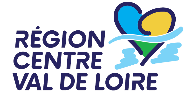 RÉGION
CENTRE
VAL DE LOIRE